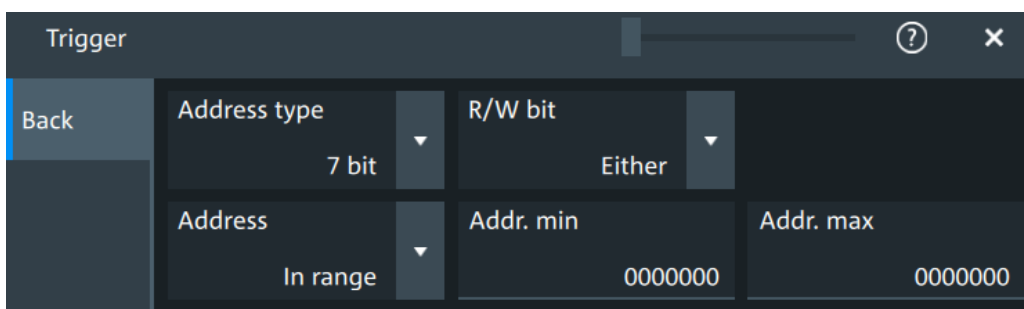 Trigger
?
Back
Address type
7 bit
R/W bit
Either
Address
In range
Addr. min
0000000
Addr. max
0000000